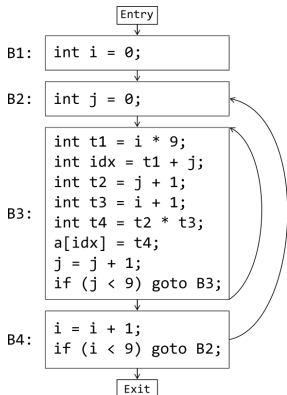 Entry
B1: int i = 0;
B2: int j = 0;
int t1 = i * 9;
int idx = t1 + j;
int t2 = j + 1;
int t3 = i + 1;
B3: int t4 = t2 * t3;
a[idx] = t4;
j = j + 1;
if (j < 9) goto B3;
B4: i = i + 1;
if (i < 9) goto B2;
Exit